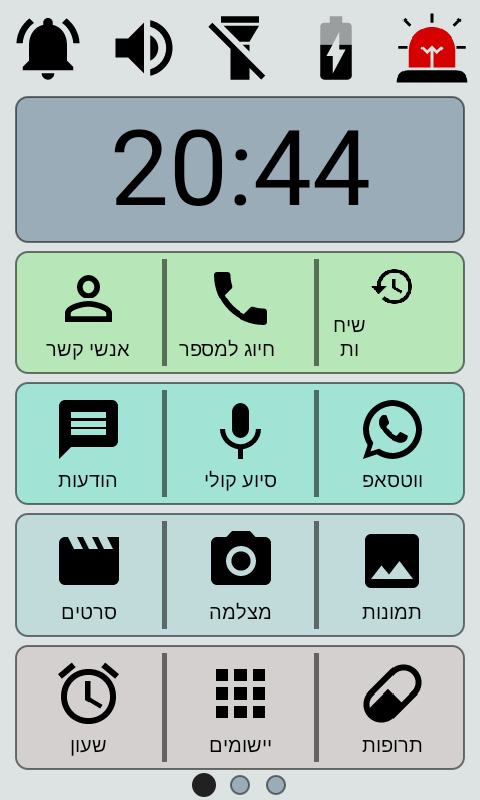 20:44
שיח
ות
חיוג למספר
אנשי קשר
ווטסאפ
סיוע קולי
הודעות
תמונות
מצלמה
סרטים
תרופות
יישומים
שעון